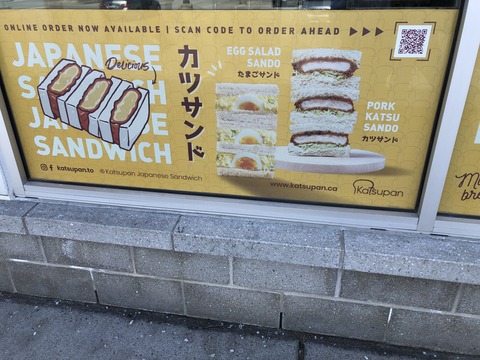 ONLINE ORDER NOW AVAILABLE | SCAN CODE TO ORDER AHEAD ▶ ▶ ▶ ▶
JAPANESE
SANDWICH
JAPANESE
SANDWICH
Delicious
カツサンド
EGG SALAD
SANDO
たまごサンド
PORK
KATSU
SANDO
カツサンド
katsupan.to
Katsupan Japanese Sandwich
www.katsupan.ca
Katsupan